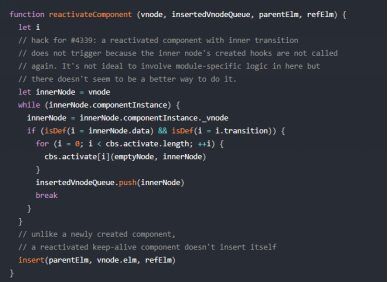 function reactivateComponent (vnode, insertedVnodeQueue, parentElm, refElm) {
  let i
  // hack for #4339: a reactivated component with inner transition
  // does not trigger because the inner node's created hooks are not called
  // again. It's not ideal to involve module-specific logic in here but
  // there doesn't seem to be a better way to do it.
  let innerNode = vnode
  while (innerNode.componentInstance) {
    innerNode = innerNode.componentInstance._vnode
    if (isDef(i = innerNode.data) && isDef(i = i.transition)) {
      for (i = 0; i < cbs.activate.length; ++i) {
        cbs.activate[i](emptyNode, innerNode)
      }
      insertedVnodeQueue.push(innerNode)
      break
    }
  }
  // unlike a newly created component,
  // a reactivated keep-alive component doesn't insert itself
  insert(parentElm, vnode.elm, refElm)
}